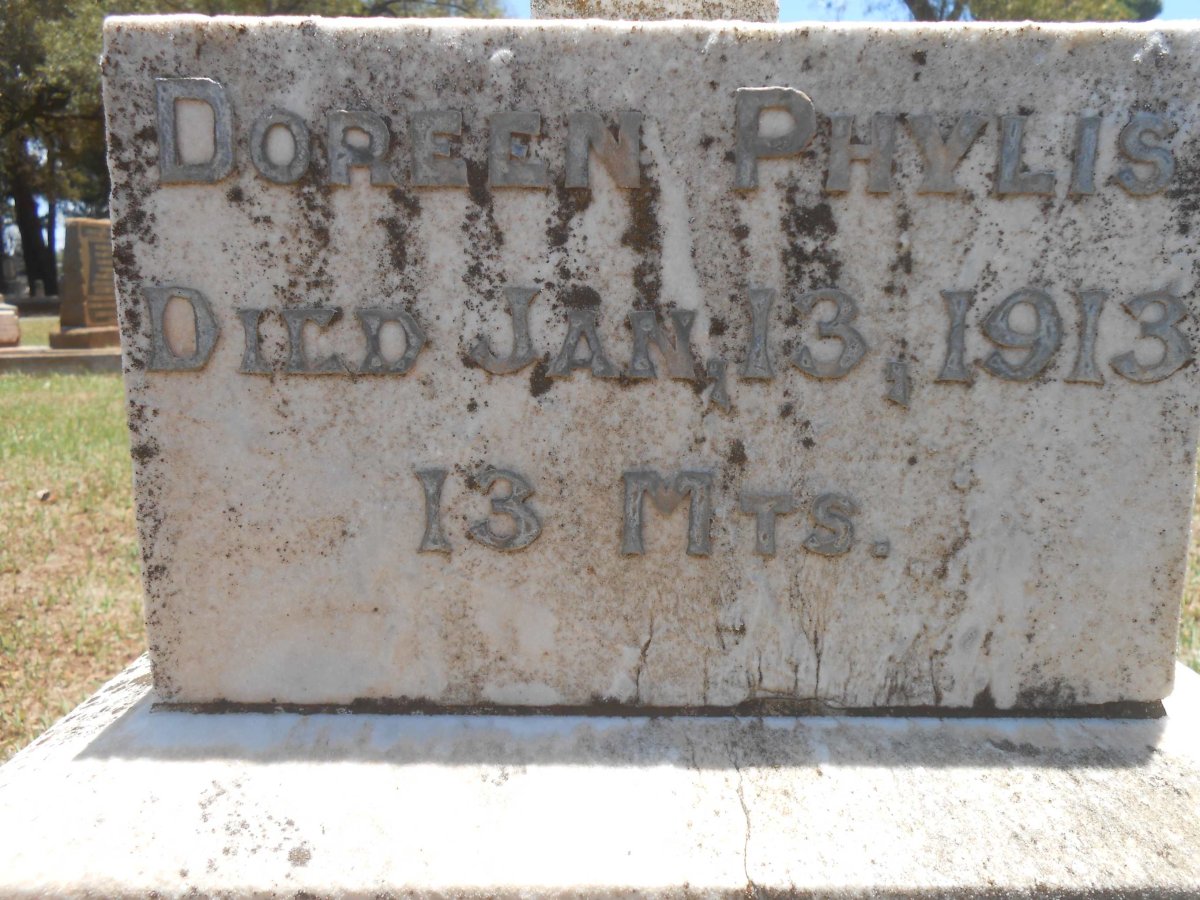 DOREEN PHYLIS
DIED JAN, 13, 1913
13 MTS.